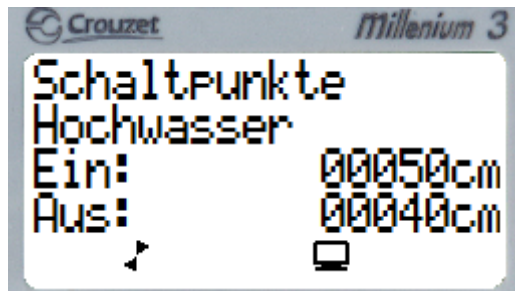 Crouzet Millenium 3
Schaltpunkte
Hochwasser
Ein: 00050cm
Aus: 00040cm